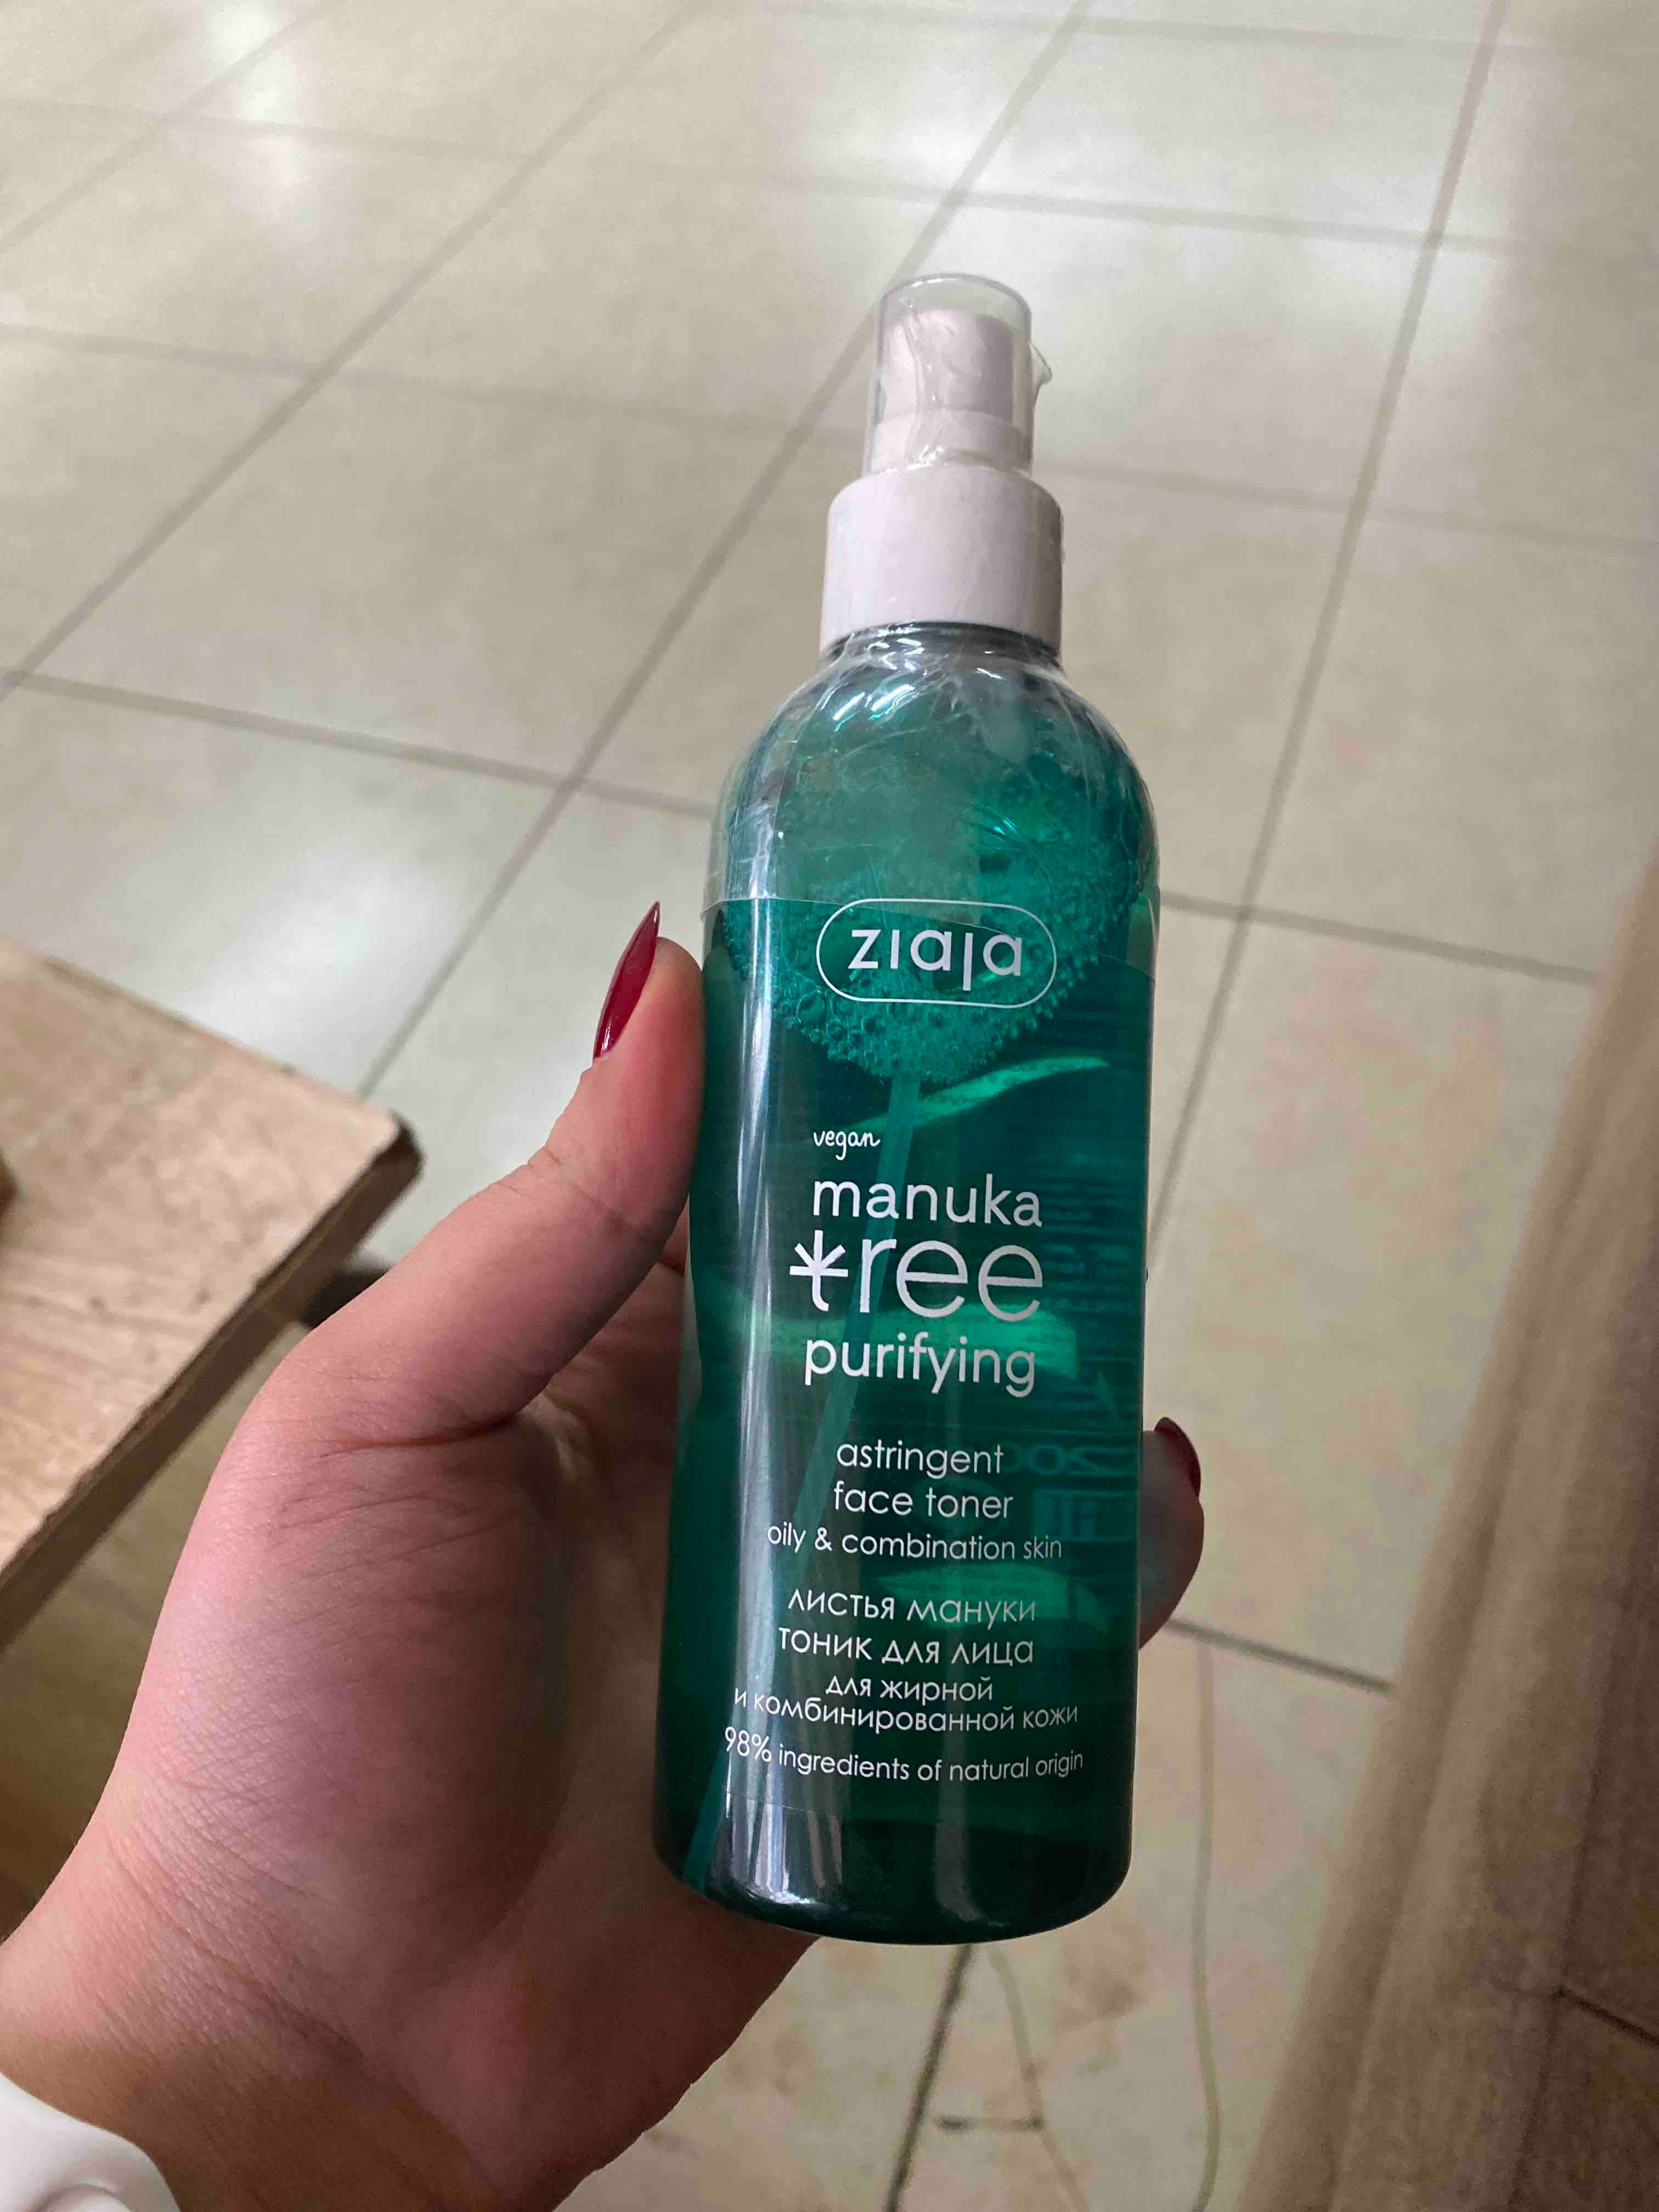 ziaja
vegan
manuka
tree
purifying
astringent
face toner
oily & combination skin
листья мануки
тоник для лица
для жирной
и комбинированной кожи
98% ingredients of natural origin